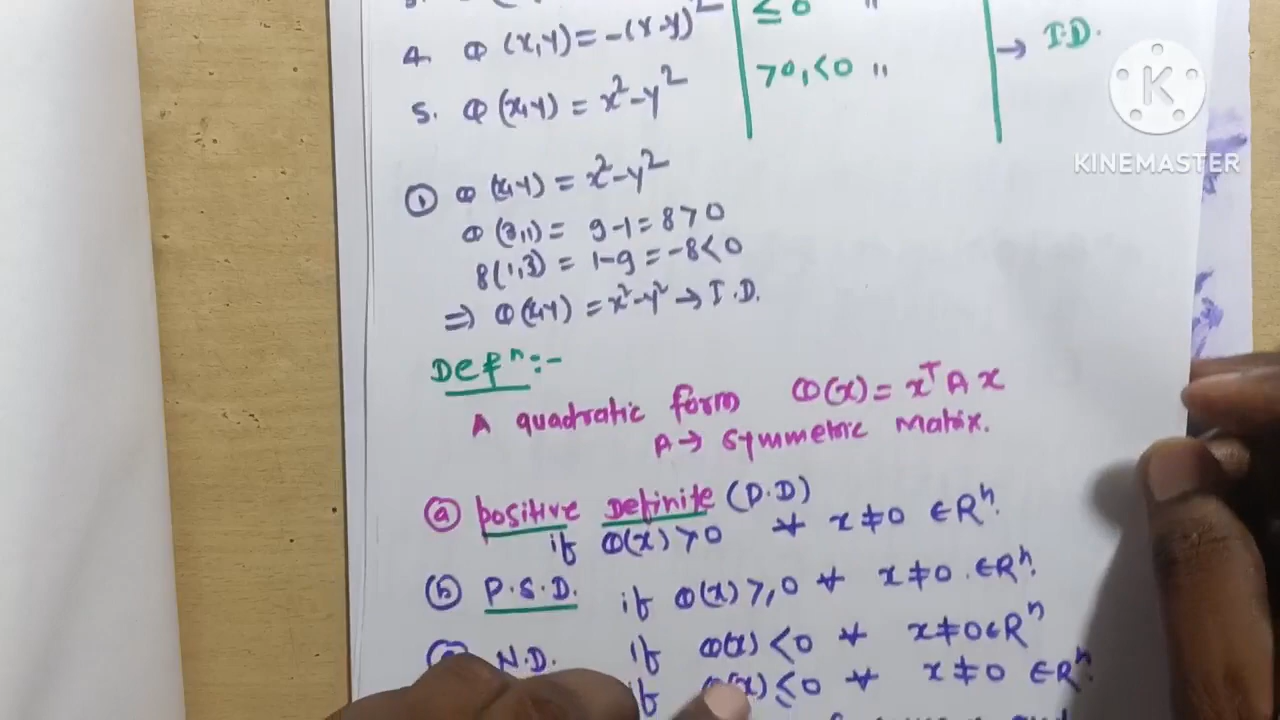 4. Q (x,y) = -(x-y)² ≤ 0 "
→ I.D.
>0, <0 "
5. Q (x,y) = x²-y²
① Q (x,y) = x²-y²
Q (3,1) = 9-1 = 8 > 0
8(1,3) = 1-9 = -8 < 0
⇒ Q(x,y) = x²-y² → I.D.
Defⁿ:-
A quadratic form Q(x) = xᵀ A x
A → Symmetric Matrix.
ⓐ positive Definite (P.D)
if Q(x) > 0 ∀ x ≠ 0 ∈ Rⁿ.
ⓑ P.S.D. if Q(x) ≥ 0 ∀ x ≠ 0. ∈ Rⁿ.
N.D. if Q(x) < 0 ∀ x ≠ 0 ∈ Rⁿ
if Q(x) ≤ 0 ∀ x ≠ 0 ∈ Rⁿ.
KINEMASTER